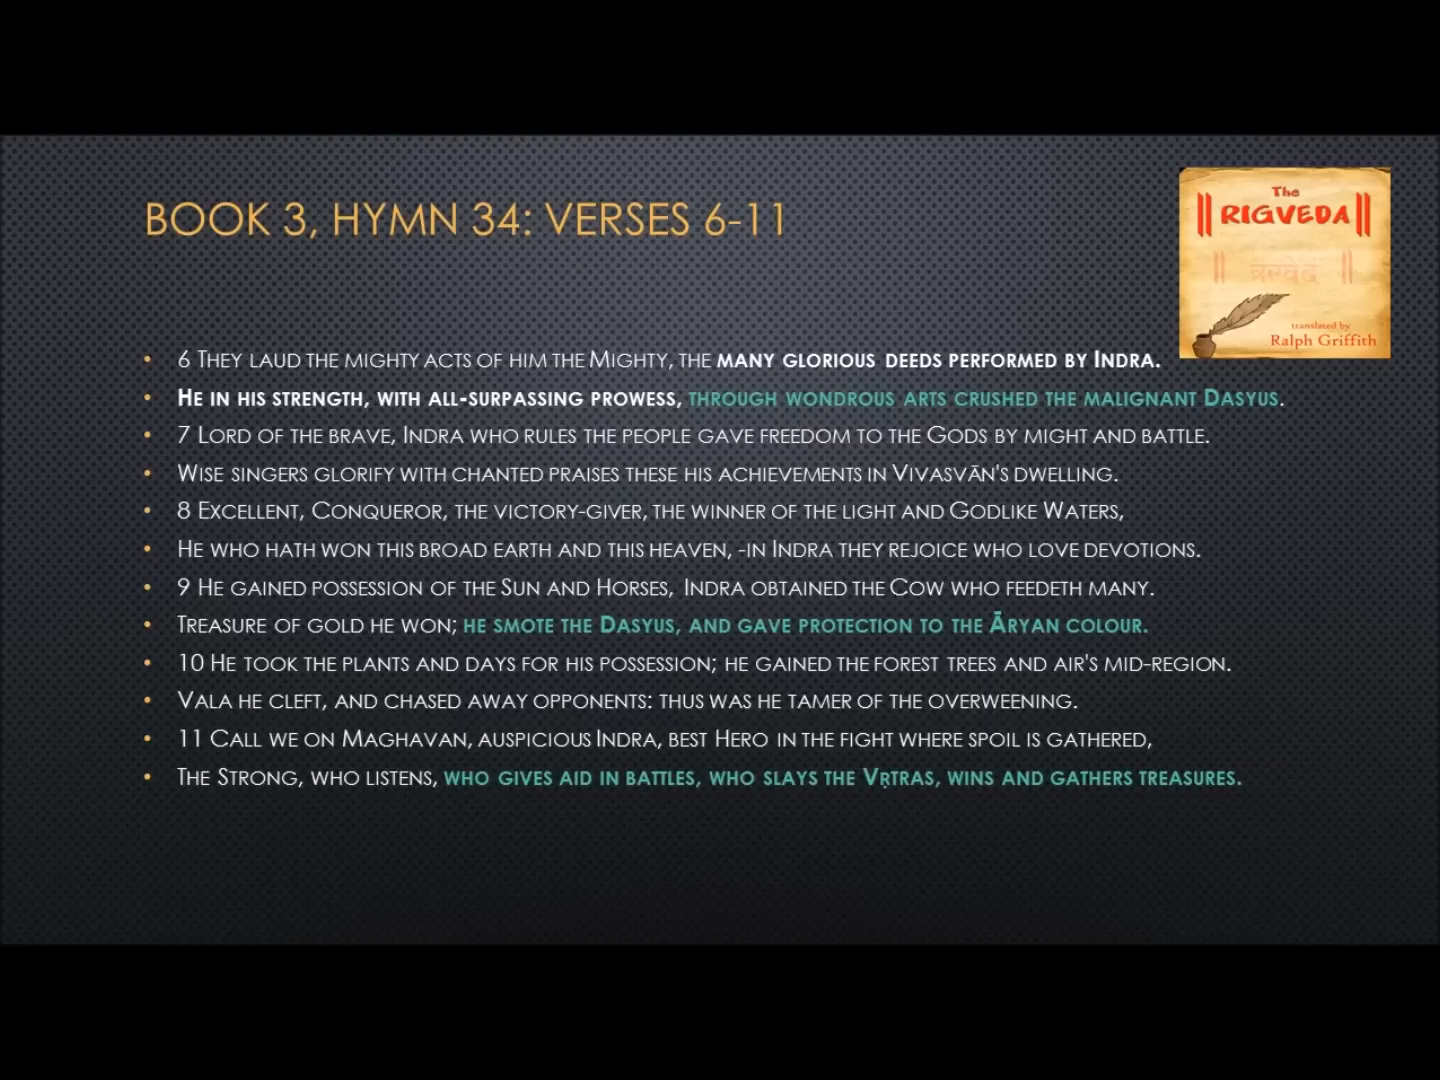 BOOK 3, HYMN 34: VERSES 6-11
The
|| RIGVEDA ||
|| ऋग्वेद ||
translated by
Ralph Griffith
• 6 They laud the mighty acts of him the Mighty, the many glorious deeds performed by Indra.
• He in his strength, with all-surpassing prowess, through wondrous arts crushed the malignant Dasyus.
• 7 Lord of the brave, Indra who rules the people gave freedom to the Gods by might and battle.
• Wise singers glorify with chanted praises these his achievements in Vivasvān's dwelling.
• 8 Excellent, Conqueror, the victory-giver, the winner of the light and Godlike Waters,
• He who hath won this broad earth and this heaven, -in Indra they rejoice who love devotions.
• 9 He gained possession of the Sun and Horses, Indra obtained the Cow who feedeth many.
• Treasure of gold he won; he smote the Dasyus, and gave protection to the Āryan colour.
• 10 He took the plants and days for his possession; he gained the forest trees and air's mid-region.
• Vala he cleft, and chased away opponents: thus was he tamer of the overweening.
• 11 Call we on Maghavan, auspicious Indra, best Hero in the fight where spoil is gathered,
• The Strong, who listens, who gives aid in battles, who slays the Vṛtras, wins and gathers treasures.